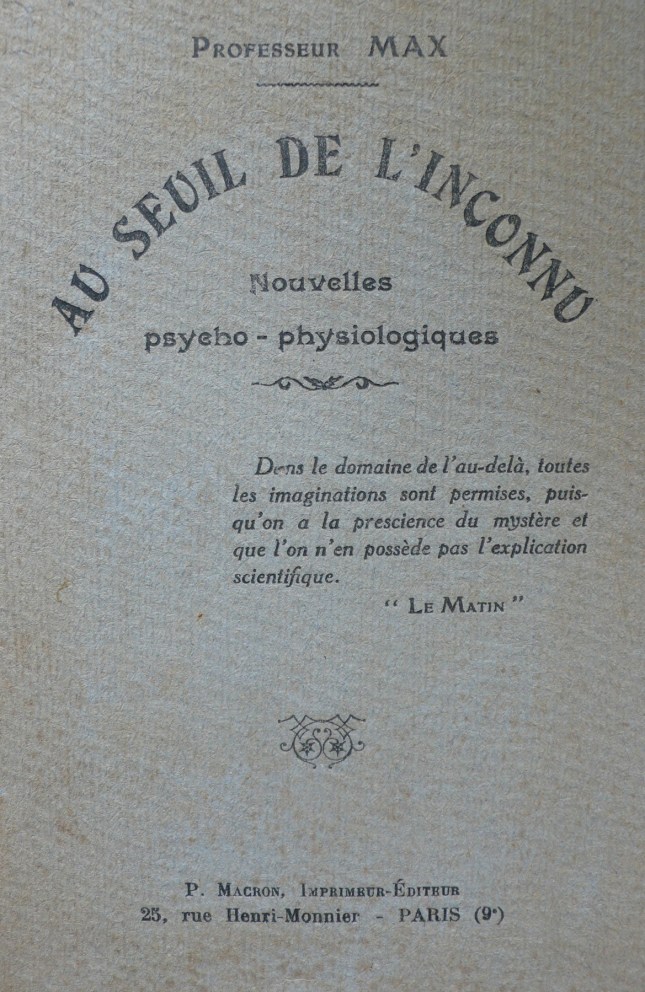 Professeur MAX
AU SEUIL DE L'INCONNU
Nouvelles
psycho-physiologiques
Dans le domaine de l'au-delà, toutes
les imaginations sont permises, puis-
qu'on a la prescience du mystère et
que l'on n'en possède pas l'explication
scientifique.
“ Le Matin ”
P. Macron, Imprimeur-Éditeur
25, rue Henri-Monnier - PARIS (9e)